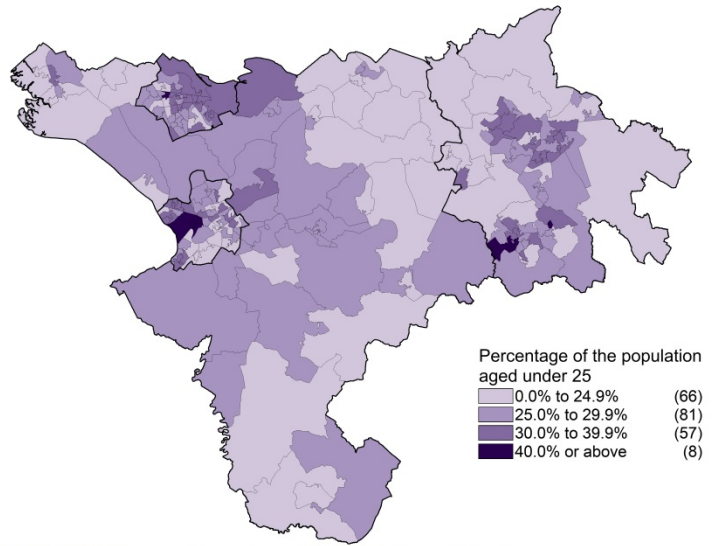 Percentage of the population
aged under 25
0.0% to 24.9% (66)
25.0% to 29.9% (81)
30.0% to 39.9% (57)
40.0% or above (8)